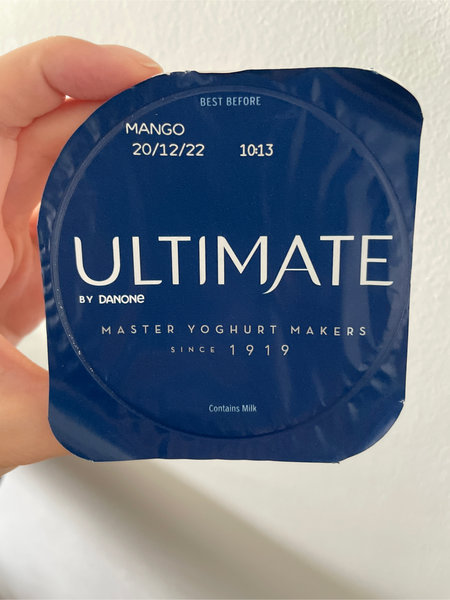 BEST BEFORE
MANGO
20/12/22 10:13
ULTIMATE
BY DANONE
MASTER YOGHURT MAKERS
SINCE 1919
Contains Milk